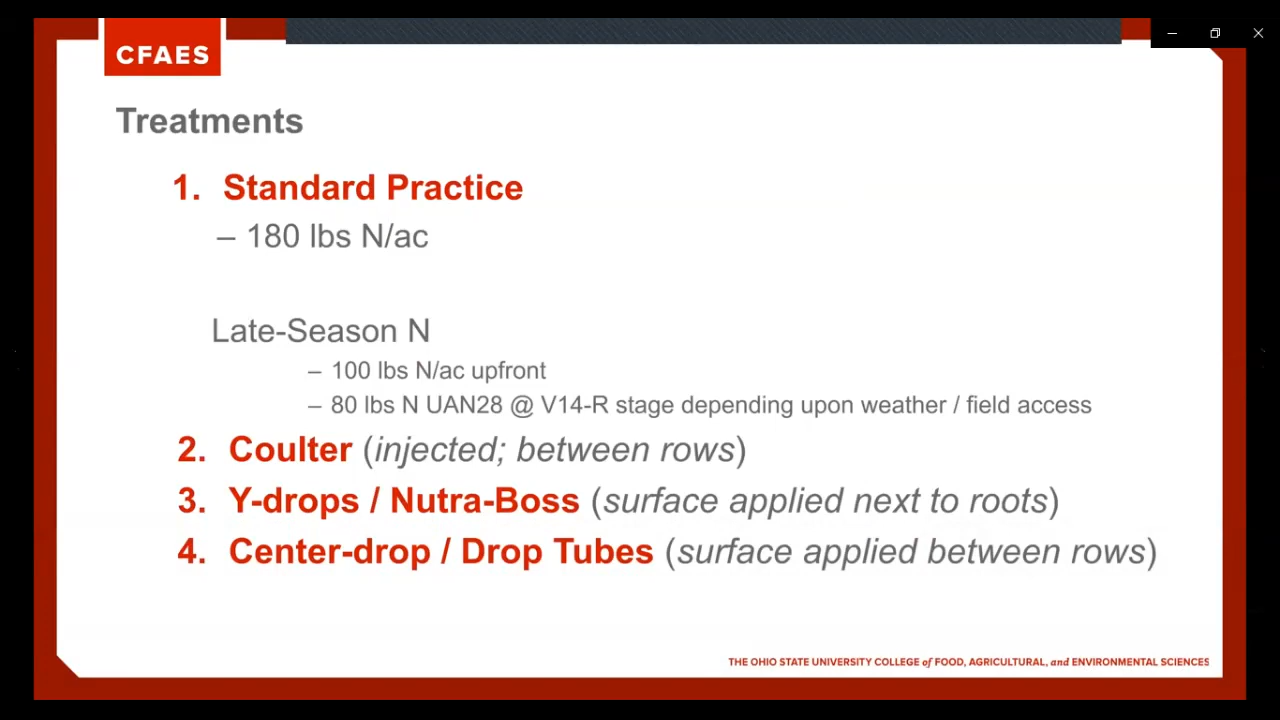 CFAES
Treatments
1. Standard Practice
– 180 lbs N/ac
Late-Season N
– 100 lbs N/ac upfront
– 80 lbs N UAN28 @ V14-R stage depending upon weather / field access
2. Coulter (injected; between rows)
3. Y-drops / Nutra-Boss (surface applied next to roots)
4. Center-drop / Drop Tubes (surface applied between rows)
THE OHIO STATE UNIVERSITY COLLEGE of FOOD, AGRICULTURAL, and ENVIRONMENTAL SCIENCES